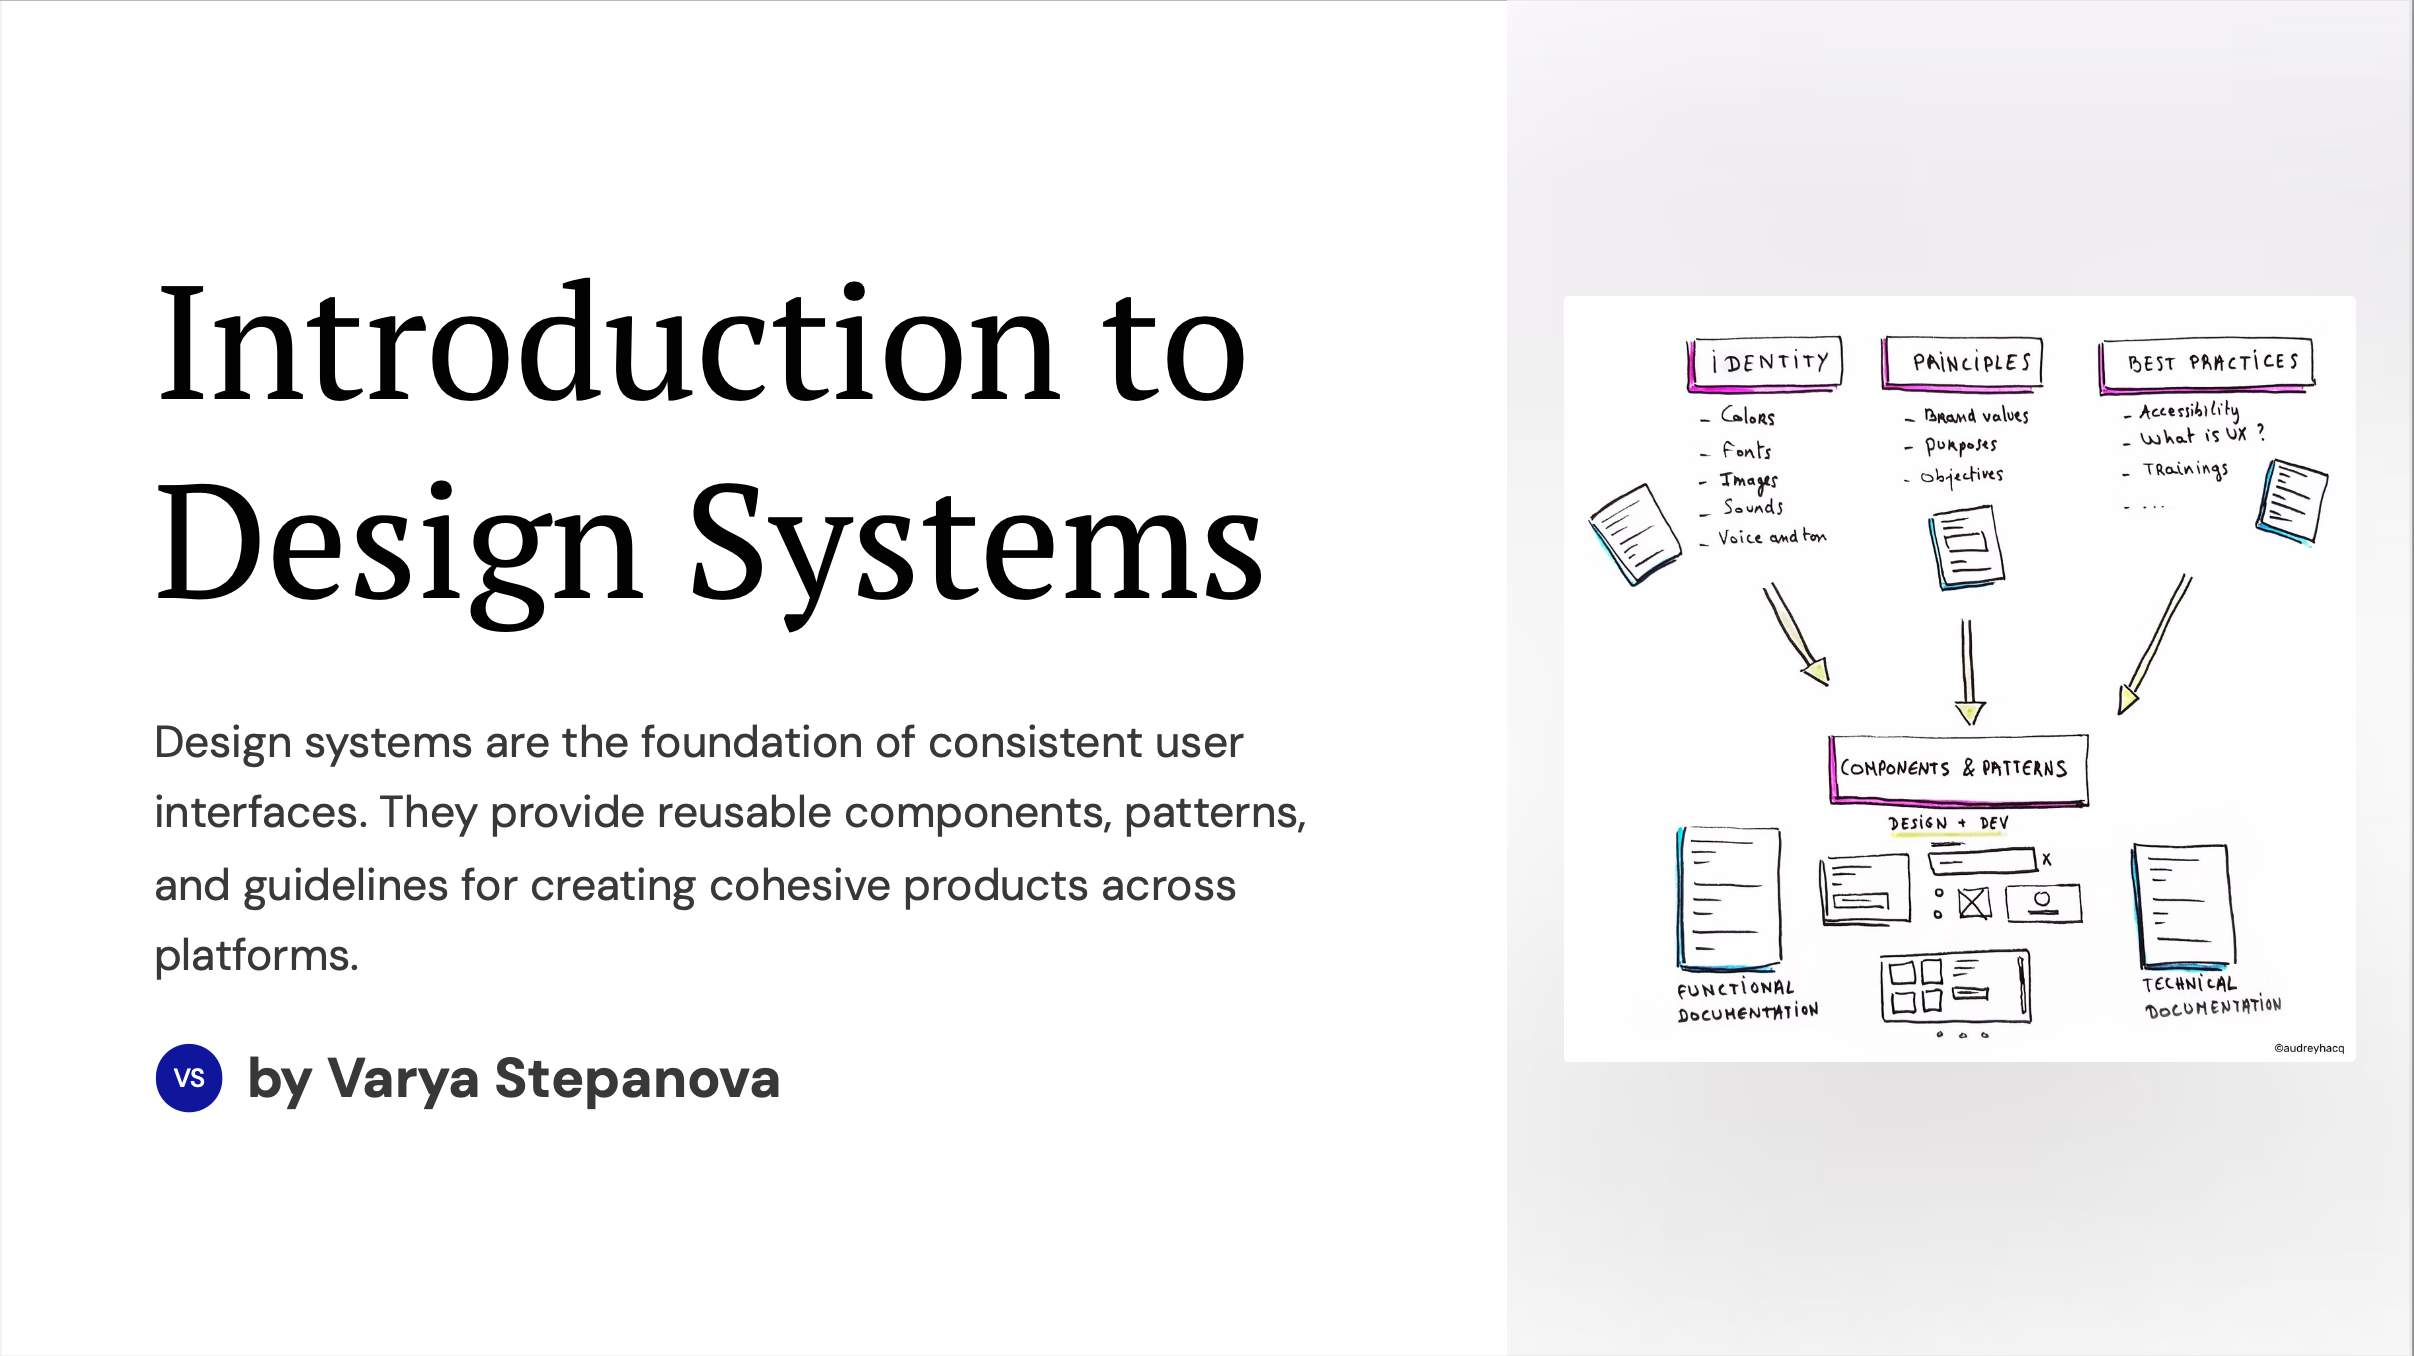 Introduction to
Design Systems
Design systems are the foundation of consistent user
interfaces. They provide reusable components, patterns,
and guidelines for creating cohesive products across
platforms.
VS
by Varya Stepanova
iDENTiTY
- Colors
- Fonts
- Images
- Sounds
- Voice and ton
PRiNCiPLES
- Brand values
- Purposes
- Objectives
BEST PRACTiCES
- Accessibility
- What is UX ?
- TRainings
- ...
COMPONENTS & PATTERNS
DESiGN + DEV
x
FUNCTiONAL
DOCUMENTATiON
TECHNiCAL
DOCUMENTATiON
©audreyhacq